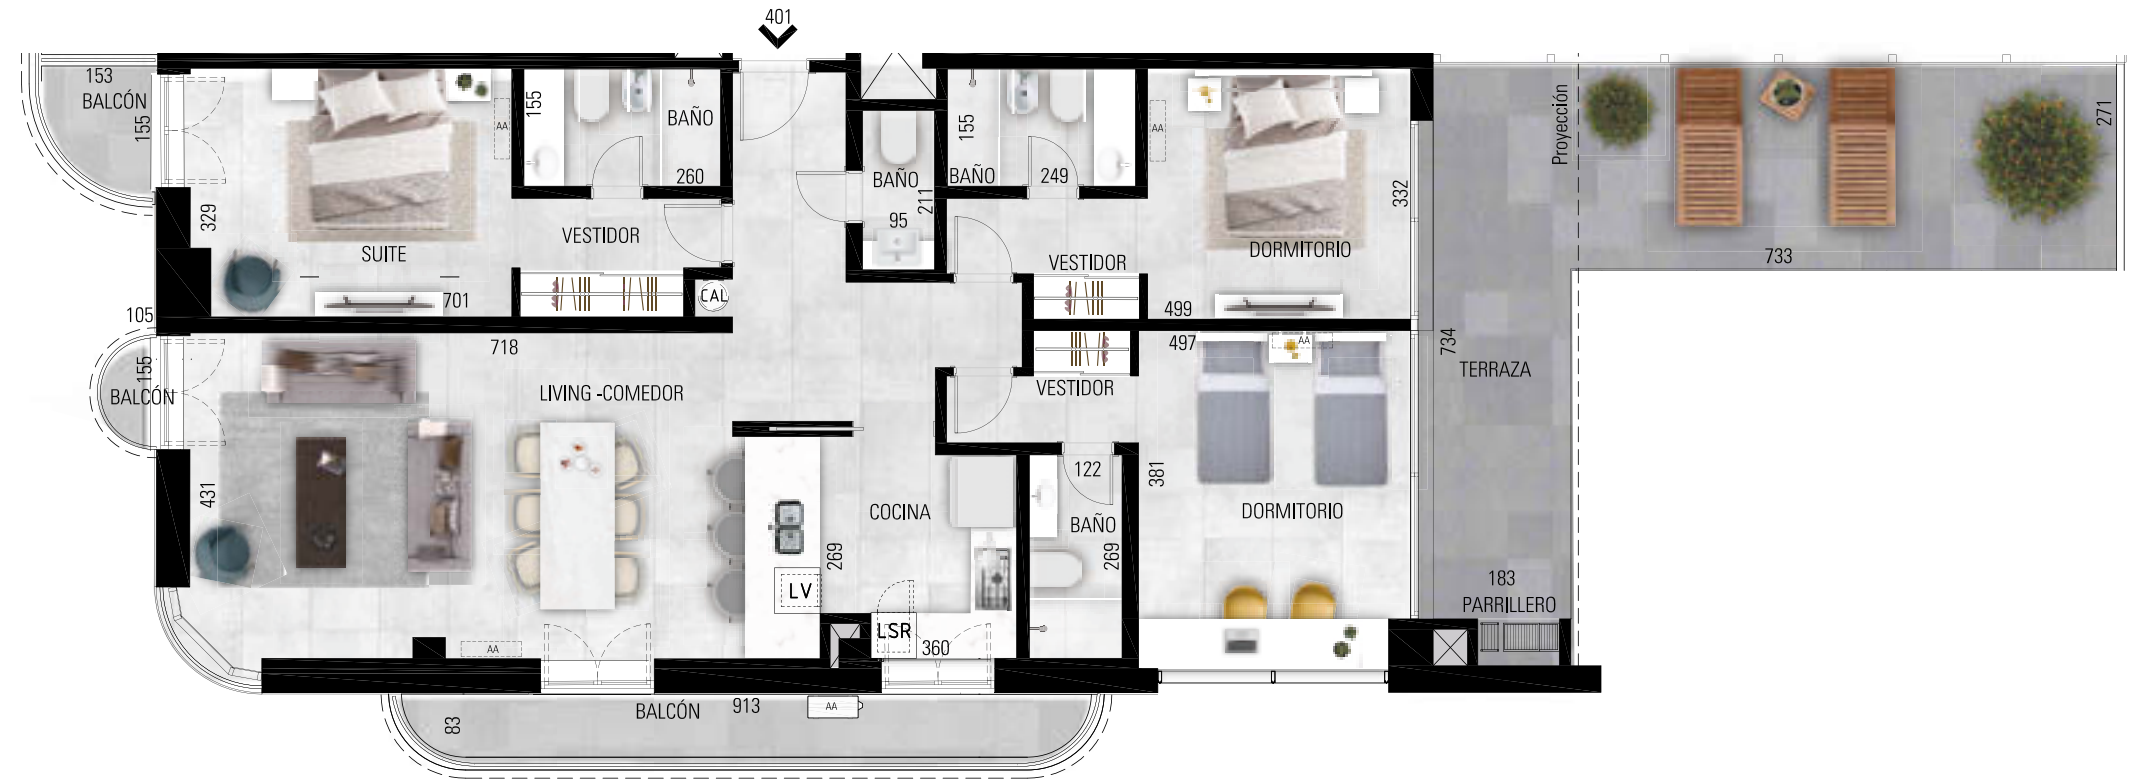 401
153
BALCÓN
155
329
SUITE
701
AA
155
BAÑO
260
VESTIDOR
CAL
BAÑO
211
95
155
BAÑO
249
AA
VESTIDOR
DORMITORIO
332
499
Proyección
271
733
105
155
BALCÓN
718
LIVING -COMEDOR
431
AA
COCINA
269
LV
LSR
360
VESTIDOR
497
AA
122
BAÑO
269
381
DORMITORIO
734
TERRAZA
183
PARRILLERO
83
BALCÓN
913
AA